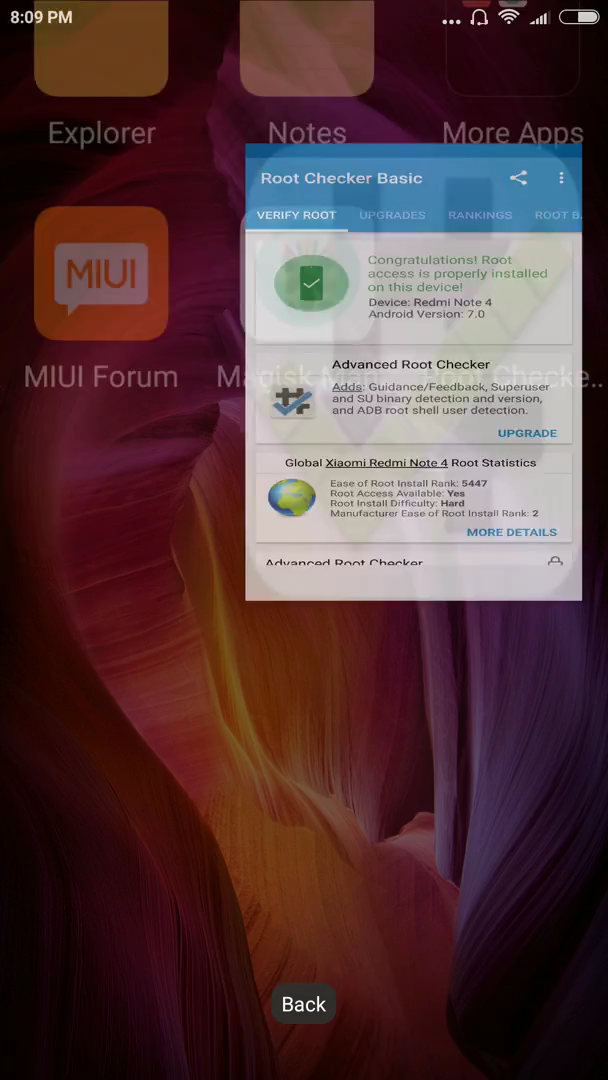 8:09 PM
Explorer
Notes
More Apps
Root Checker Basic
VERIFY ROOT
UPGRADES
RANKINGS
ROOT B
Congratulations! Root
access is properly installed
on this device!
Device: Redmi Note 4
Android Version: 7.0
MIUI
MIUI Forum
Advanced Root Checker
Adds: Guidance/Feedback, Superuser
and SU binary detection and version,
and ADB root shell user detection.
UPGRADE
Global Xiaomi Redmi Note 4 Root Statistics
Ease of Root Install Rank: 5447
Root Access Available: Yes
Root Install Difficulty: Hard
Manufacturer Ease of Root Install Rank: 2
MORE DETAILS
Advanced Root Checker
Back